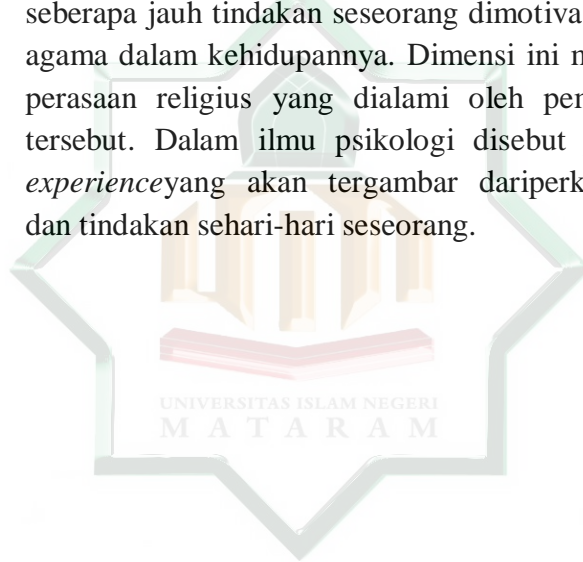 seberapa jauh tindakan seseorang dimotiva
agama dalam kehidupannya. Dimensi ini
perasaan religius yang dialami oleh
tersebut. Dalam ilmu psikologi disebut
experienceyang akan tergambar dariperk
dan tindakan sehari-hari seseorang.
UNIVERSITAS ISLAM NEGERI
MATARAM